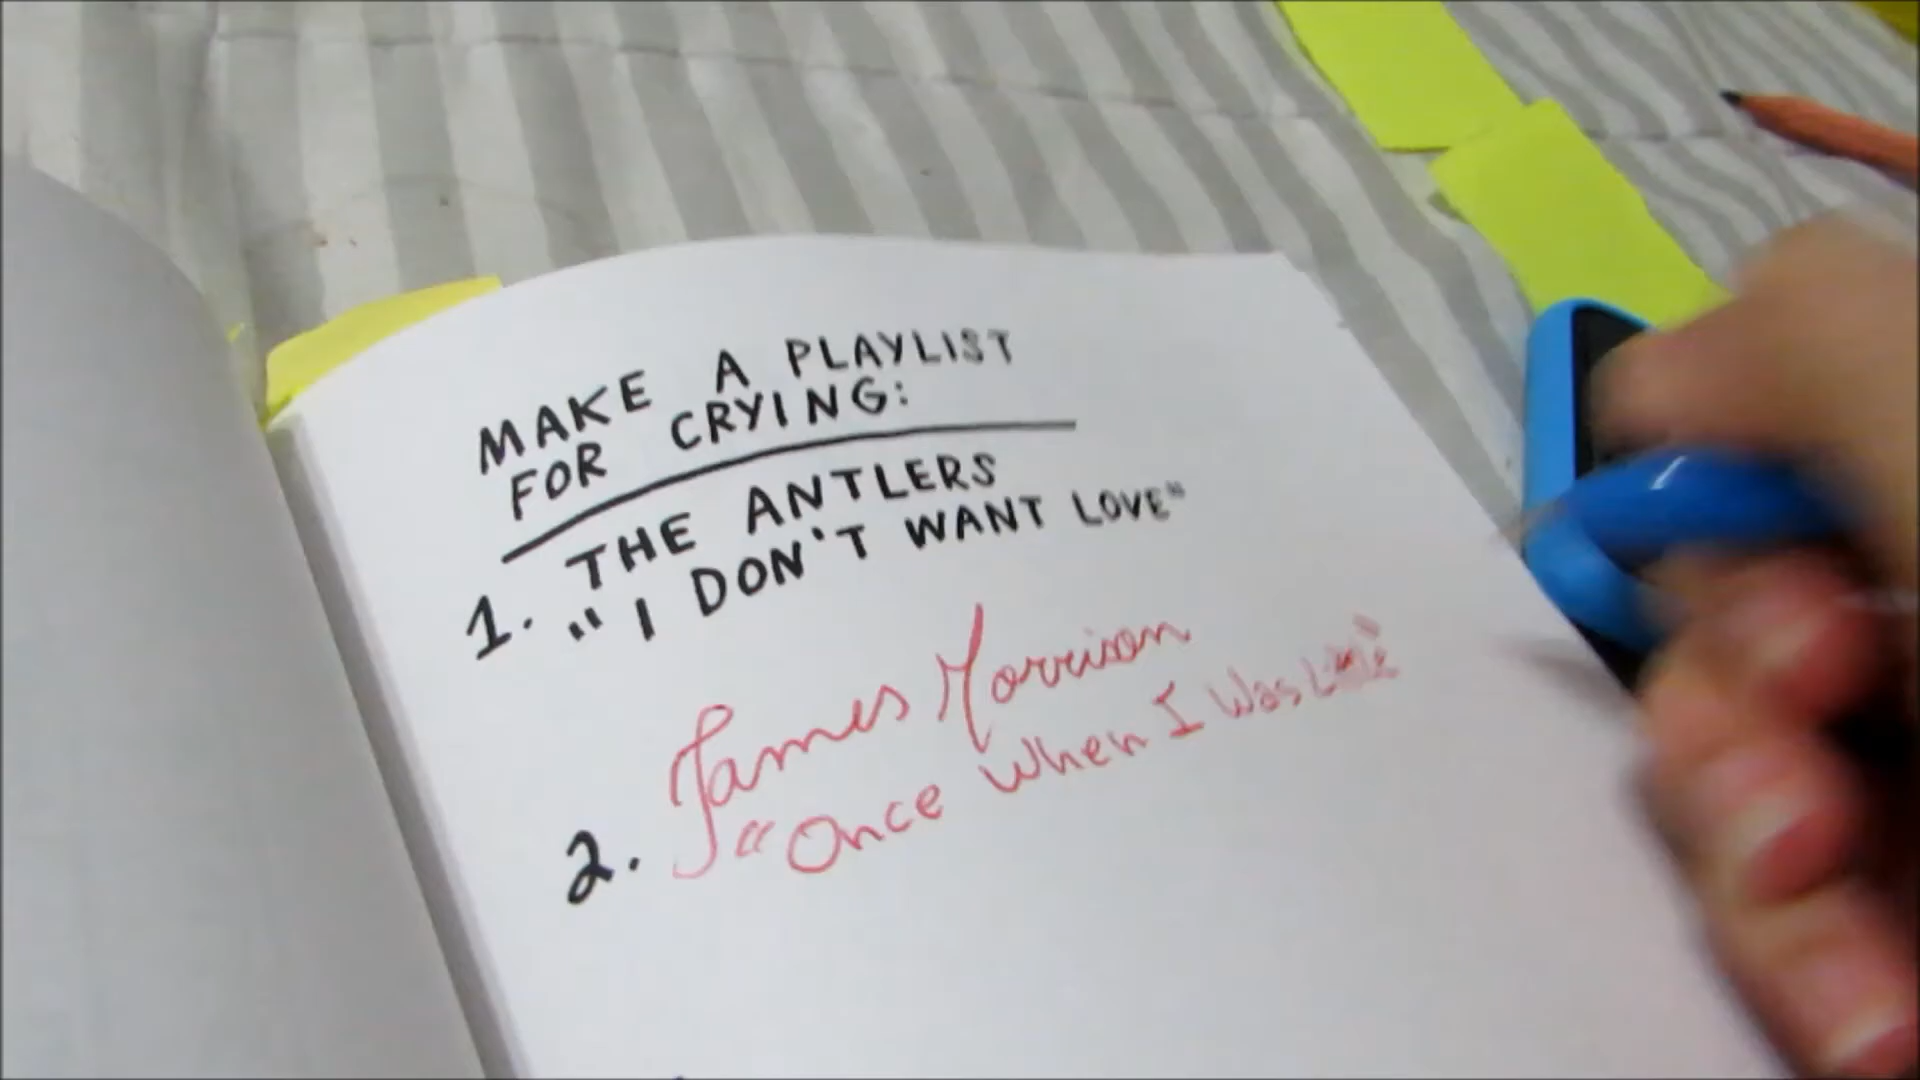 MAKE A PLAYLIST
FOR CRYING:
THE ANTLERS
1. "I DON'T WANT LOVE"
James Morrison
2. "Once When I Was